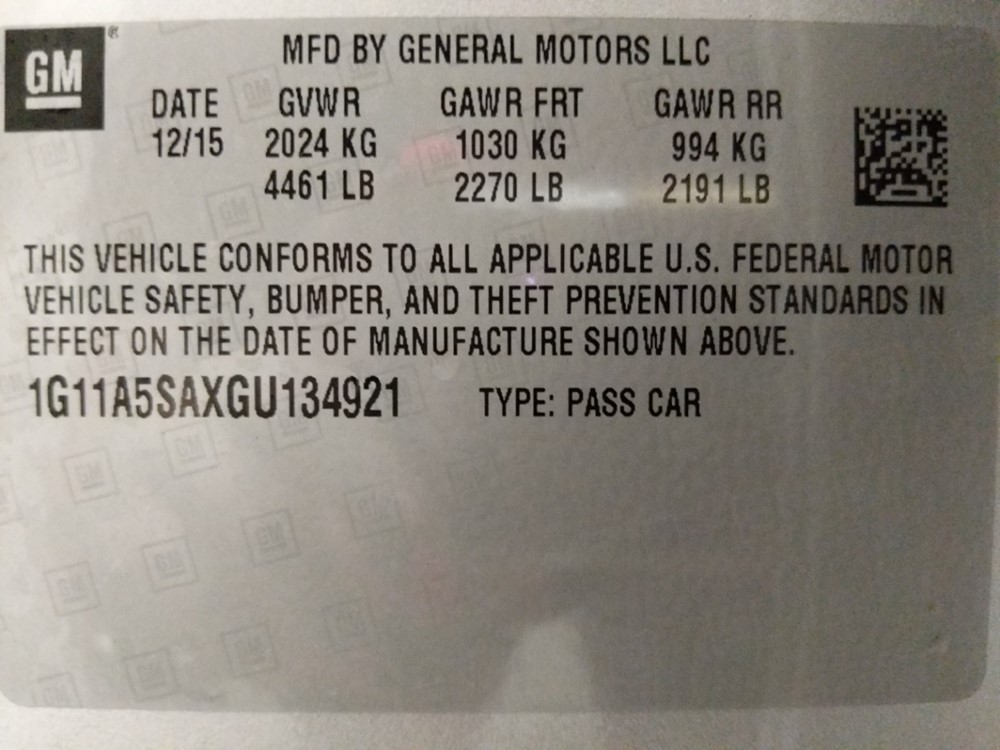 GM ®
MFD BY GENERAL MOTORS LLC
DATE GVWR GAWR FRT GAWR RR
12/15 2024 KG 1030 KG 994 KG
4461 LB 2270 LB 2191 LB
THIS VEHICLE CONFORMS TO ALL APPLICABLE U.S. FEDERAL MOTOR
VEHICLE SAFETY, BUMPER, AND THEFT PREVENTION STANDARDS IN
EFFECT ON THE DATE OF MANUFACTURE SHOWN ABOVE.
1G11A5SAXGU134921 TYPE: PASS CAR